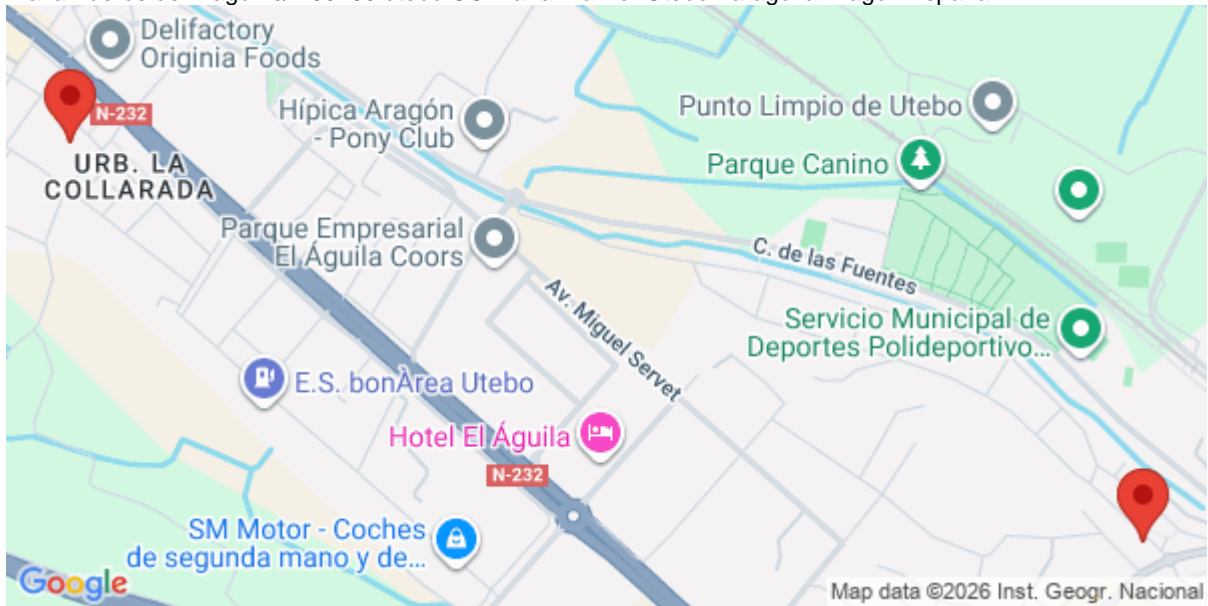 Delifactory
Originia Foods
N-232
URB. LA
COLLARADA
Hípica Aragón
- Pony Club
Punto Limpio de Utebo
Parque Canino
Parque Empresarial
El Águila Coors
C. de las Fuentes
Av. Miguel Servet
Servicio Municipal de
Deportes Polideportivo...
E.S. bonÀrea Utebo
Hotel El Águila
N-232
SM Motor - Coches
de segunda mano y de...
Google
Map data ©2026 Inst. Geogr. Nacional